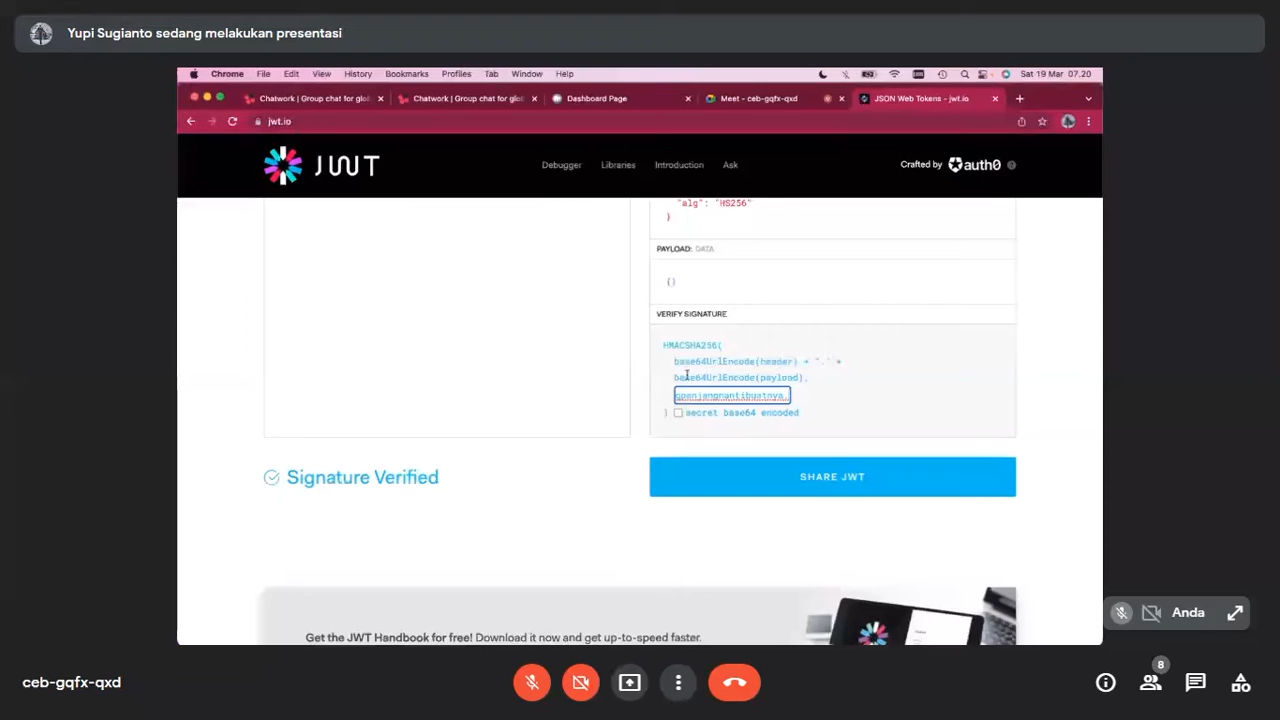 Yupi Sugianto sedang melakukan presentasi
Chrome File Edit View History Bookmarks Profiles Tab Window Help Sat 19 Mar 07.20
Chatwork | Group chat for glo Chatwork | Group chat for glo Dashboard Page Meet - ceb-gqfx-qxd JSON Web Tokens - jwt.io
jwt.io
JWT Debugger Libraries Introduction Ask Crafted by auth0
"alg": "HS256"
}
PAYLOAD: DATA
{}
VERIFY SIGNATURE
HMACSHA256(
base64UrlEncode(header) + "." +
base64UrlEncode(payload),
) secret base64 encoded
Signature Verified
SHARE JWT
Get the JWT Handbook for free! Download it now and get up-to-speed faster.
Anda
ceb-gqfx-qxd
8